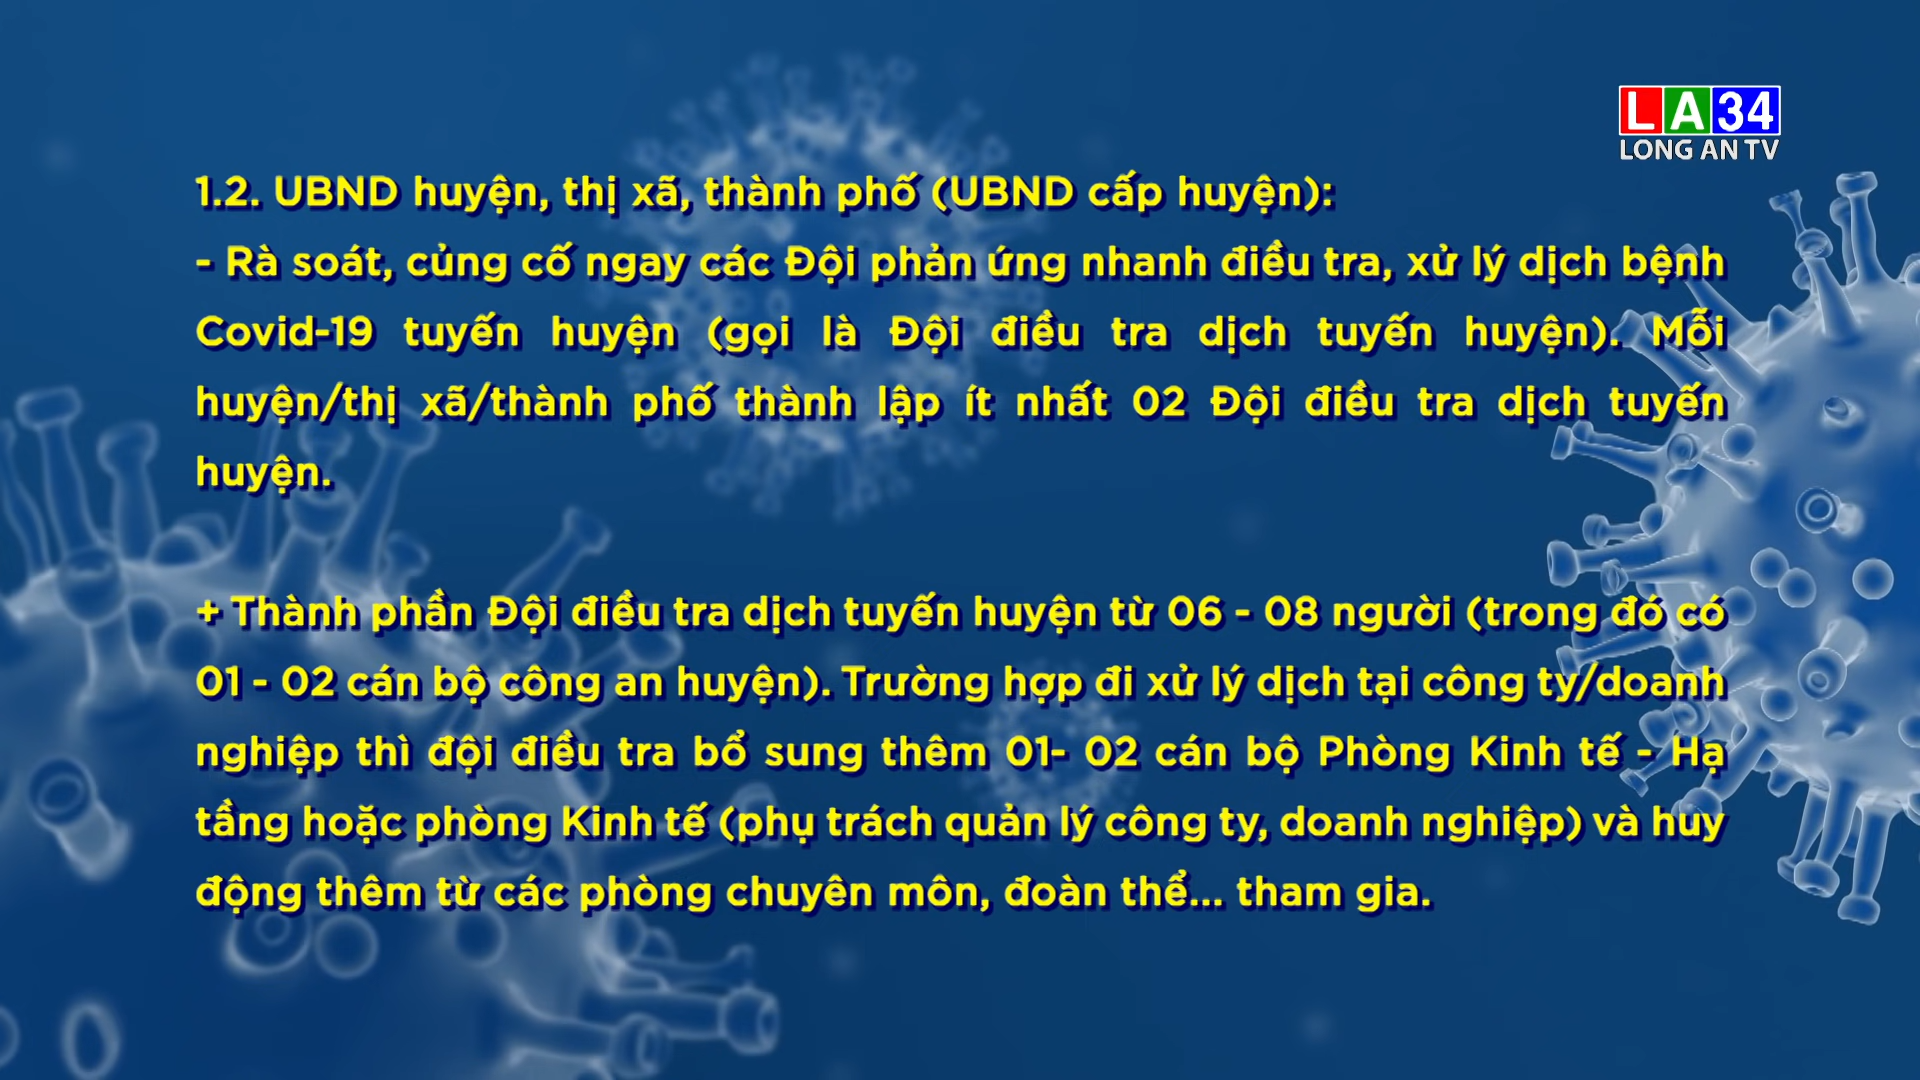 LA34
LONG AN TV
1.2. UBND huyện, thị xã, thành phố (UBND cấp huyện):
- Rà soát, củng cố ngay các Đội phản ứng nhanh điều tra, xử lý dịch bệnh
Covid-19 tuyến huyện (gọi là Đội điều tra dịch tuyến huyện). Mỗi
huyện/thị xã/thành phố thành lập ít nhất 02 Đội điều tra dịch tuyến
huyện.
+ Thành phần Đội điều tra dịch tuyến huyện từ 06 - 08 người (trong đó có
01 - 02 cán bộ công an huyện). Trường hợp đi xử lý dịch tại công ty/doanh
nghiệp thì đội điều tra bổ sung thêm 01- 02 cán bộ Phòng Kinh tế - Hạ
tầng hoặc phòng Kinh tế (phụ trách quản lý công ty, doanh nghiệp) và huy
động thêm từ các phòng chuyên môn, đoàn thể... tham gia.